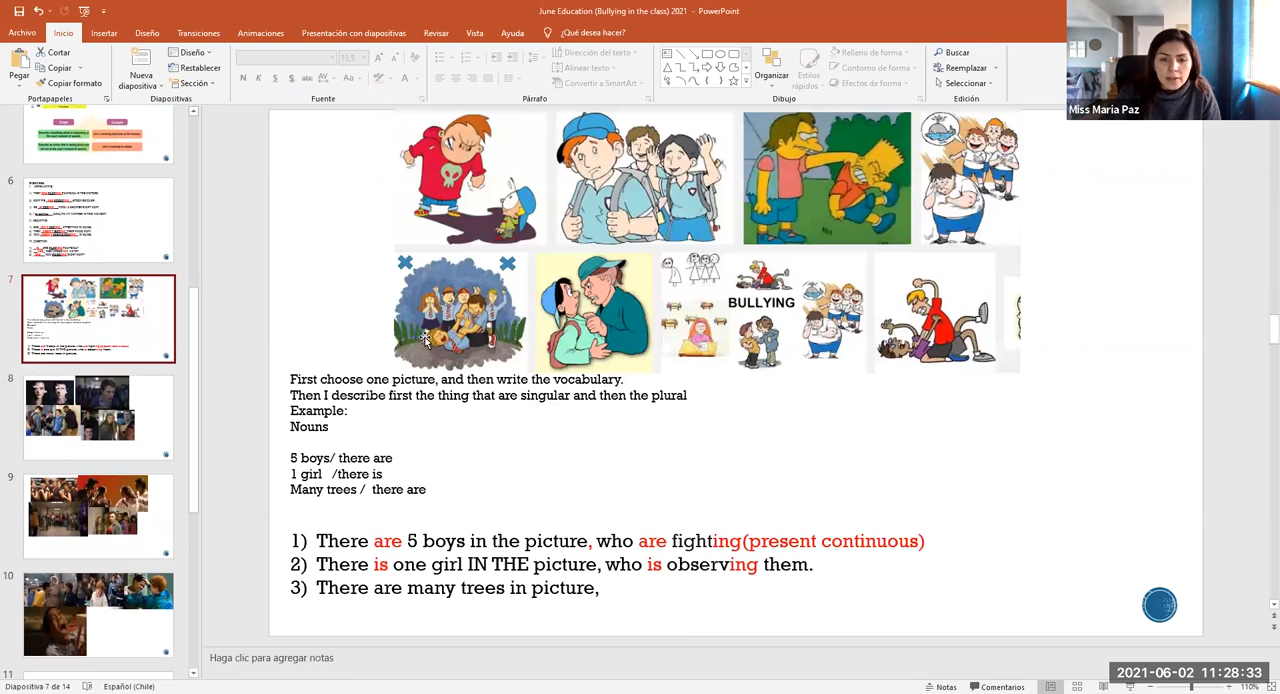 June Education (Bullying in the class) 2021 - PowerPoint
Archivo Inicio Insertar Diseño Transiciones Animaciones Presentación con diapositivas Revisar Vista Ayuda ¿Qué desea hacer?
Pegar
Cortar
Copiar
Copiar formato
Portapapeles
Nueva diapositiva
Diseño
Restablecer
Sección
Diapositivas
13.5
N K S S abc AV Aa A
Fuente
Dirección del texto
Alinear texto
Convertir a SmartArt
Párrafo
Organizar
Estilos rápidos
Relleno de forma
Contorno de forma
Efectos de forma
Dibujo
Buscar
Reemplazar
Seleccionar
Edición
Miss Maria Paz
6
7
8
9
10
11
BULLYING
First choose one picture, and then write the vocabulary.
Then I describe first the thing that are singular and then the plural
Example:
Nouns
5 boys/ there are
1 girl /there is
Many trees / there are
1) There are 5 boys in the picture, who are fighting(present continuous)
2) There is one girl IN THE picture, who is observing them.
3) There are many trees in picture,
Haga clic para agregar notas
2021-06-02 11:28:33
Diapositiva 7 de 14 Español (Chile) Notas Comentarios 110%